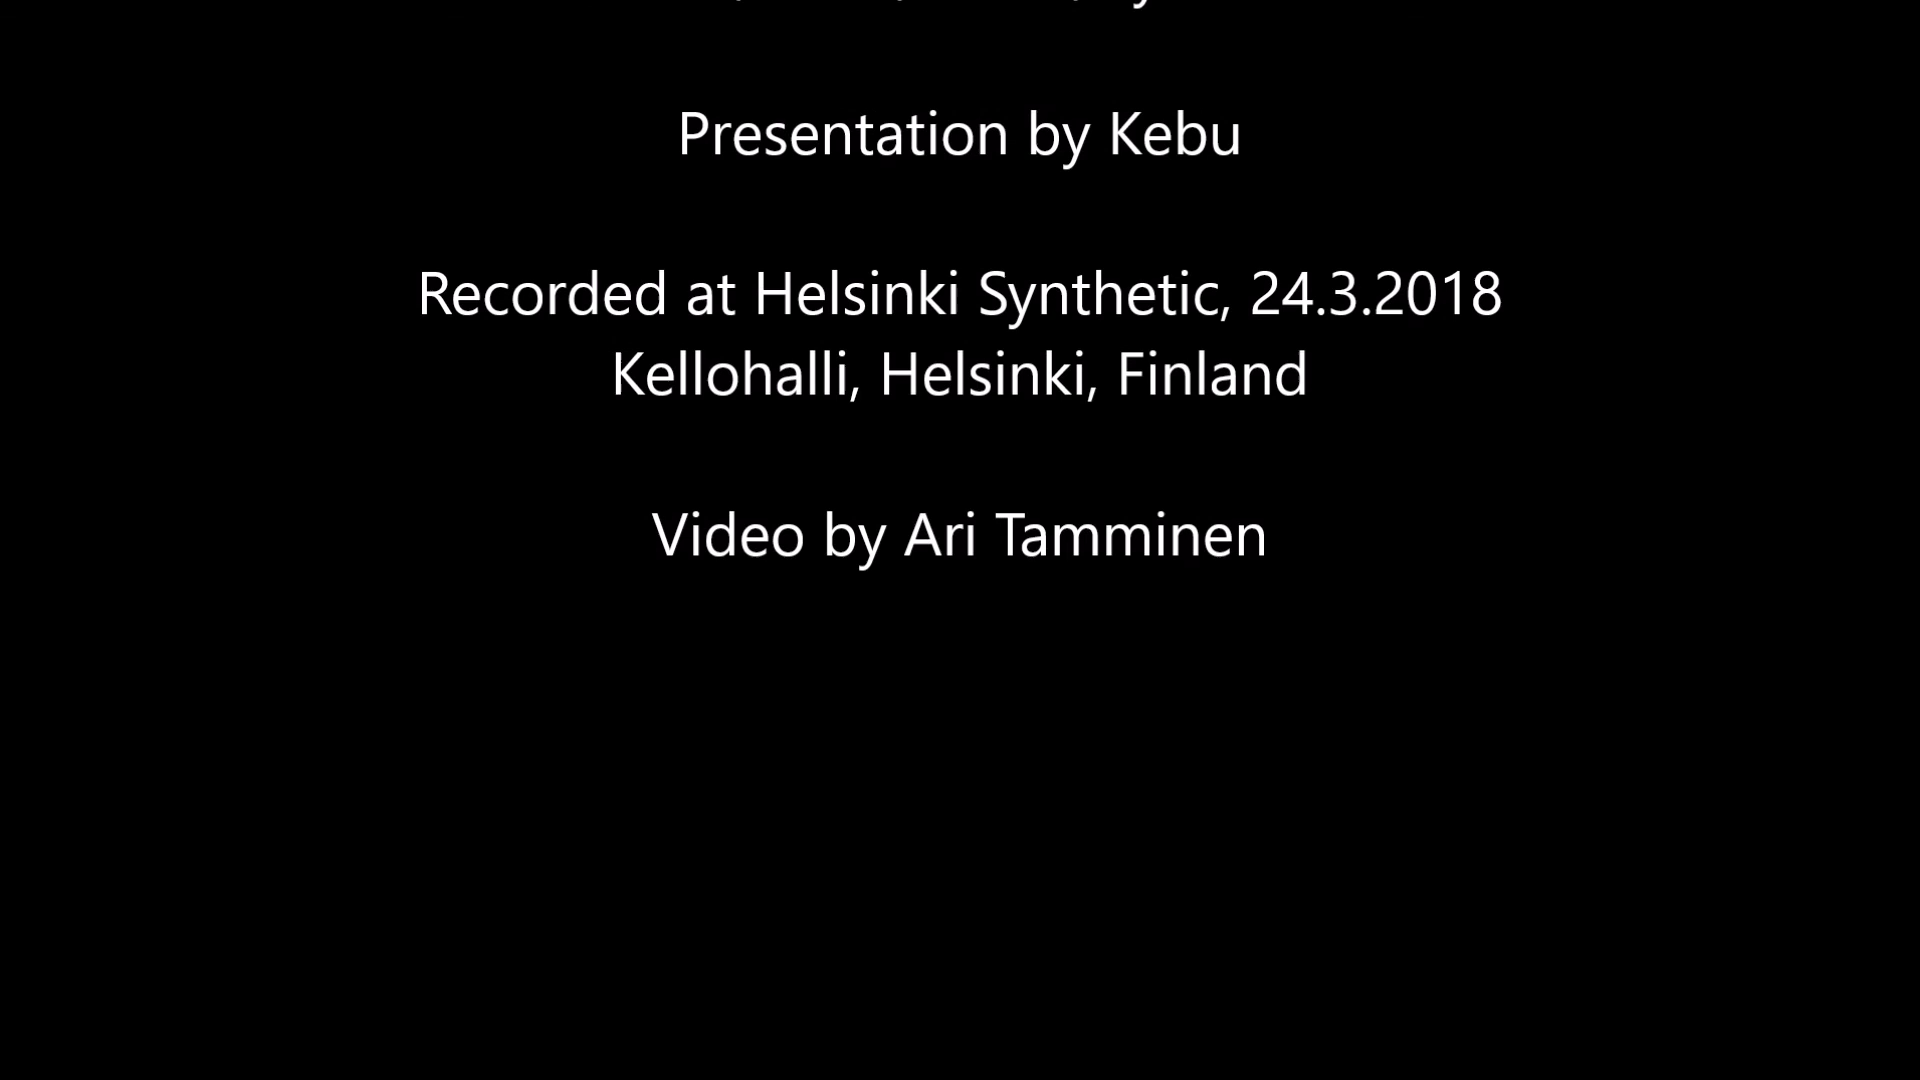 Presentation by Kebu
Recorded at Helsinki Synthetic, 24.3.2018
Kellohalli, Helsinki, Finland
Video by Ari Tamminen